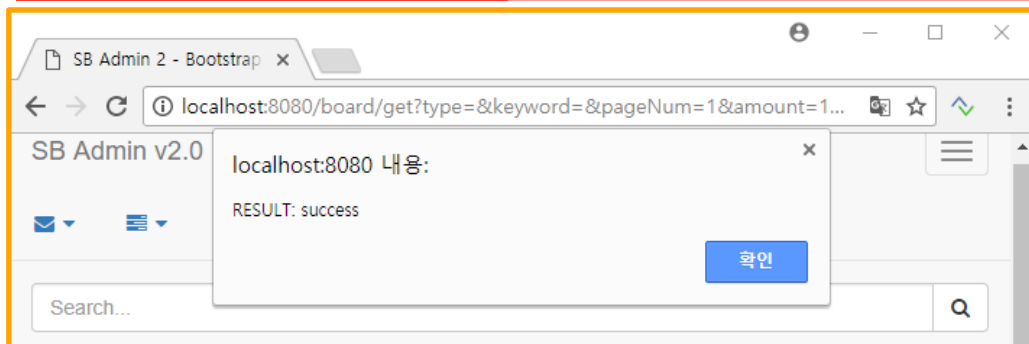 SB Admin 2 - Bootstrap
localhost:8080/board/get?type=&keyword=&pageNum=1&amount=1...
SB Admin v2.0
localhost:8080 내용:
RESULT: success
확인
Search...